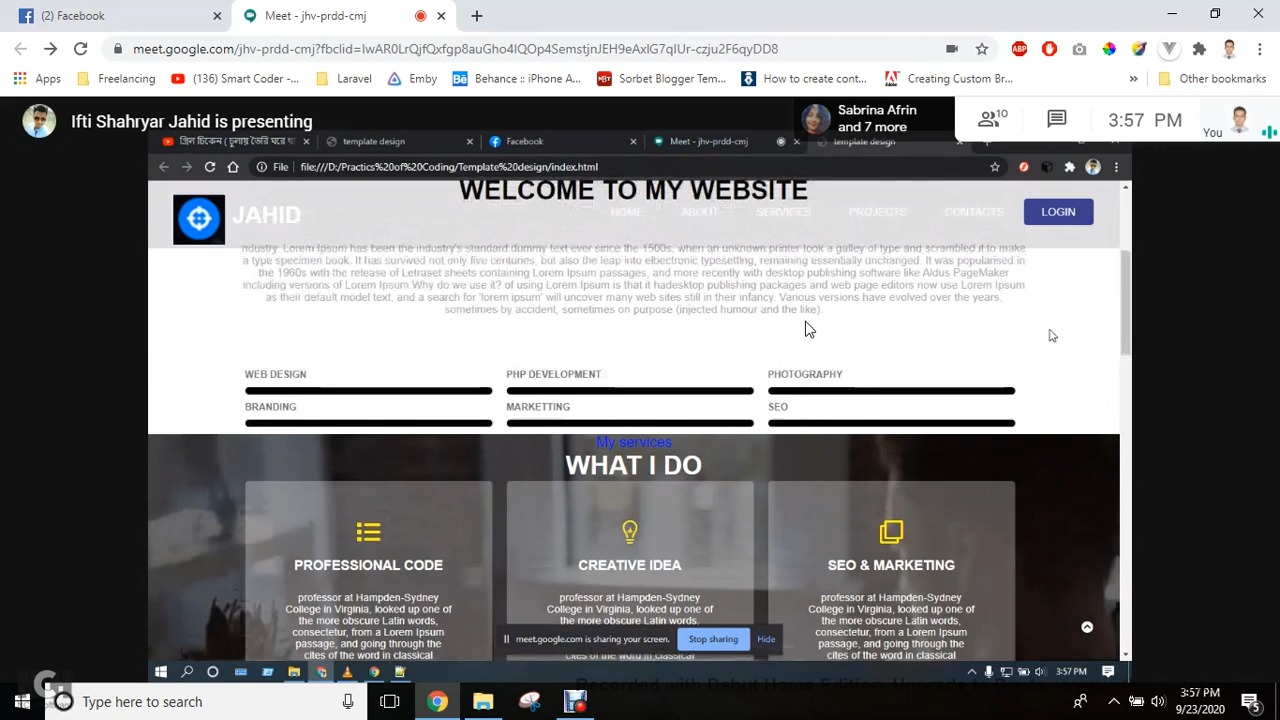 (2) Facebook
Meet - jhv-prdd-cmj
meet.google.com/jhv-prdd-cmj?fbclid=IwAR0LrQjfQxfgp8auGho4IQOp4SemstjnJEH9eAxIG7qIUr-czju2F6qyDD8
Apps
Freelancing
(136) Smart Coder -...
Laravel
Emby
Behance :: iPhone A...
Sorbet Blogger Tem...
How to create cont...
Creating Custom Br...
»
Other bookmarks
Ifti Shahryar Jahid is presenting
Sabrina Afrin
and 7 more
10
3:57 PM
You
template design
Facebook
Meet - jhv-prdd-cmj
template design
File
file:///D:/Practics%20of%20Coding/Template%20design/index.html
WELCOME TO MY WEBSITE
JAHID
HOME
ABOUT
SERVICES
PROJECTS
CONTACTS
LOGIN
industry. Lorem Ipsum has been the industry's standard dummy text ever since the 1500s, when an unknown printer took a galley of type and scrambled it to make
a type specimen book. It has survived not only five centuries, but also the leap into elbectronic typesetting, remaining essentially unchanged. It was popularised in
the 1960s with the release of Letraset sheets containing Lorem Ipsum passages, and more recently with desktop publishing software like Aldus PageMaker
including versions of Lorem Ipsum.Why do we use it? of using Lorem Ipsum is that it hadesktop publishing packages and web page editors now use Lorem Ipsum
as their default model text, and a search for 'lorem ipsum' will uncover many web sites still in their infancy. Various versions have evolved over the years,
sometimes by accident, sometimes on purpose (injected humour and the like).
WEB DESIGN
PHP DEVELOPMENT
PHOTOGRAPHY
BRANDING
MARKETTING
SEO
My services
WHAT I DO
PROFESSIONAL CODE
CREATIVE IDEA
SEO & MARKETING
professor at Hampden-Sydney
College in Virginia, looked up one of
the more obscure Latin words,
consectetur, from a Lorem Ipsum
passage, and going through the
cites of the word in classical
professor at Hampden-Sydney
College in Virginia, looked up one of
the more obscure Latin words,
professor at Hampden-Sydney
College in Virginia, looked up one of
the more obscure Latin words,
consectetur, from a Lorem Ipsum
passage, and going through the
cites of the word in classical
cites of the word in classical
meet.google.com is sharing your screen.
Stop sharing
Hide
3:57 PM
Recorded with Debut Home Edition. Upgrade to
Type here to search
3:57 PM
9/23/2020
5